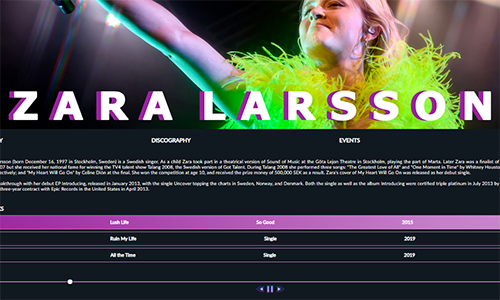 ZARA LARSSON
Y DISCOGRAPHY EVENTS
rsson (born December 16, 1997 in Stockholm, Sweden) is a Swedish singer. As a child Zara took part in a theatrical version of Sound of Music at the Göta Lejon Theatre in Stockholm, playing the part of Marta. Later Zara was a finalist of
07 but she received her national fame for winning the TV4 talent show Talang 2008, the Swedish version of Got Talent. During Talang 2008 she performed three songs: "The Greatest Love of All" and "One Moment in Time" by Whitney Housto
ectively; and "My Heart Will Go On" by Celine Dion at the final. She won the competition at age 10, and received the prize money of 500,000 SEK as a result. Zara's cover of My Heart Will Go On was released as her debut single.
eakthrough with her debut EP Introducing, released in January 2013, with the single Uncover topping the charts in Sweden, Norway, and Denmark. Both the single as well as the album Introducing were certified triple platinum in July 2013 by
three-year contract with Epic Records in the United States in April 2013.
KS
Lush Life So Good 2015
Ruin My Life Single 2019
All the Time Single 2019